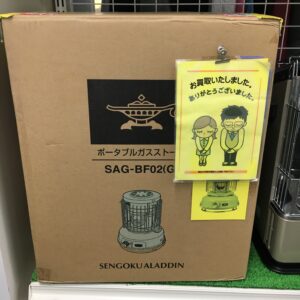 ポータブルガスストー
SAG-BF02(G
SENGOKU ALADDIN
お買取いたしました。
ありがとうございました。